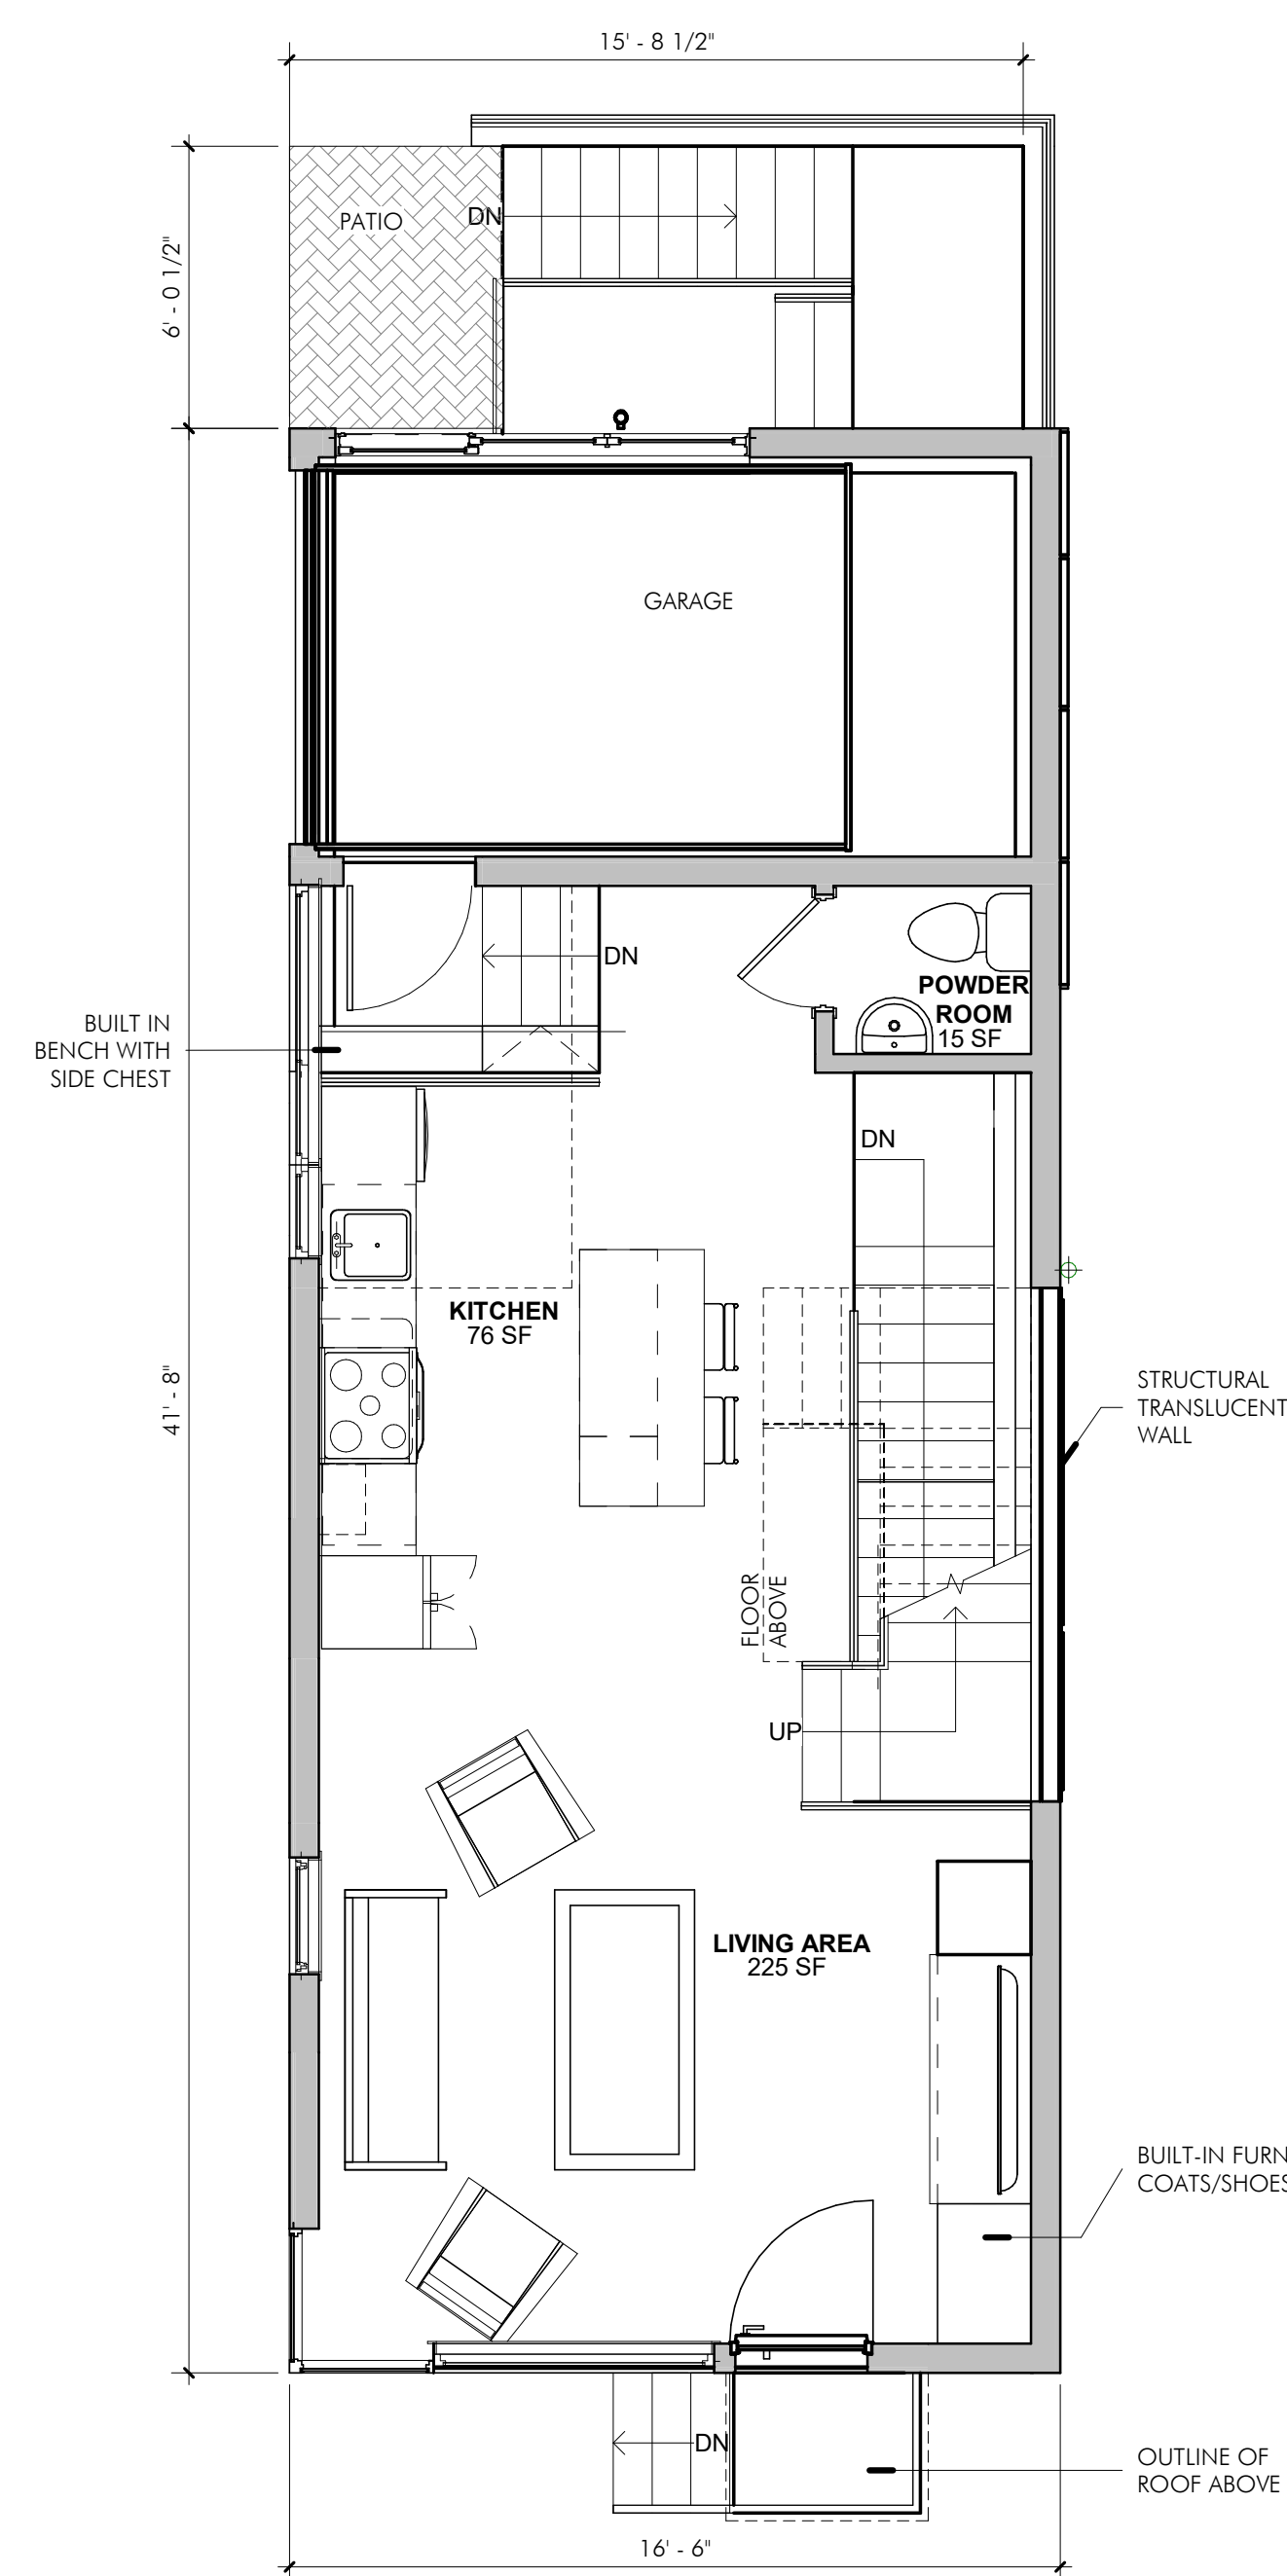 15' - 8 1/2"
PATIO
DN
6' - 0 1/2"
GARAGE
DN
POWDER
ROOM
15 SF
BUILT IN
BENCH WITH
SIDE CHEST
DN
KITCHEN
76 SF
41' - 8"
STRUCTURAL
TRANSLUCENT
WALL
FLOOR
ABOVE
UP
LIVING AREA
225 SF
BUILT-IN FURN
COATS/SHOES
DN
OUTLINE OF
ROOF ABOVE
16' - 6"